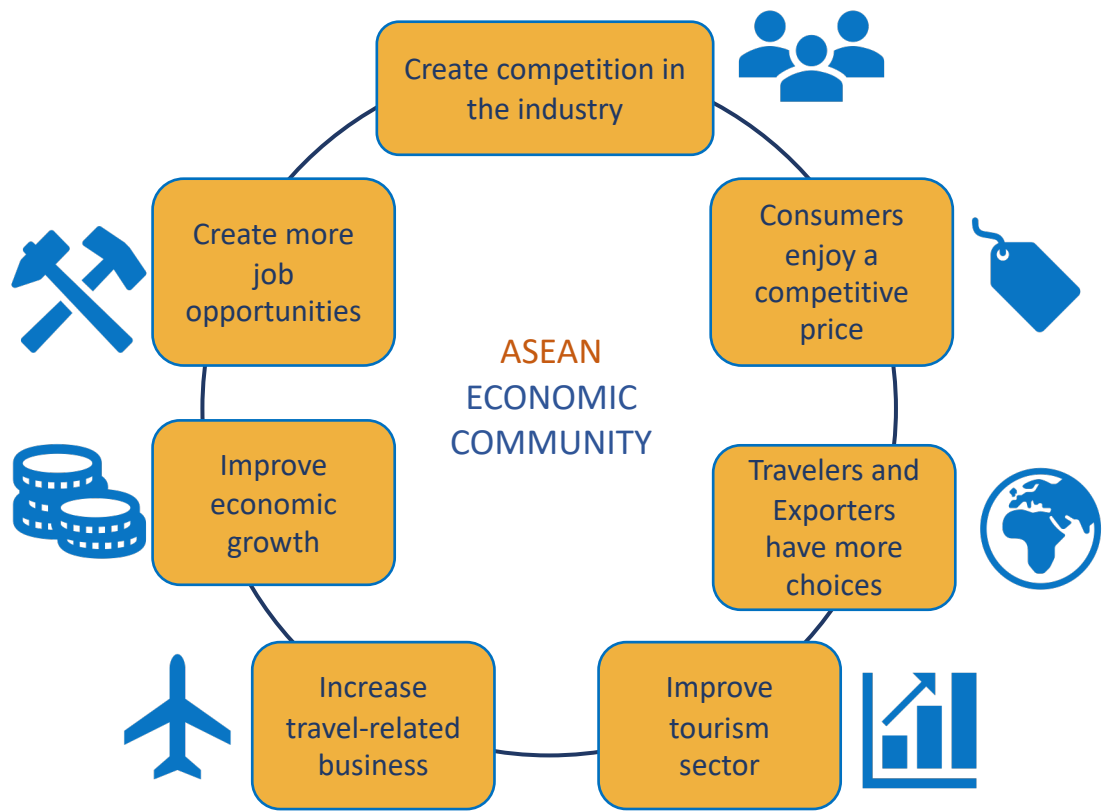 Create competition in
the industry
Consumers
enjoy a
competitive
price
Travelers and
Exporters
have more
choices
Improve
tourism
sector
Increase
travel-related
business
Improve
economic
growth
Create more
job
opportunities
ASEAN
ECONOMIC
COMMUNITY